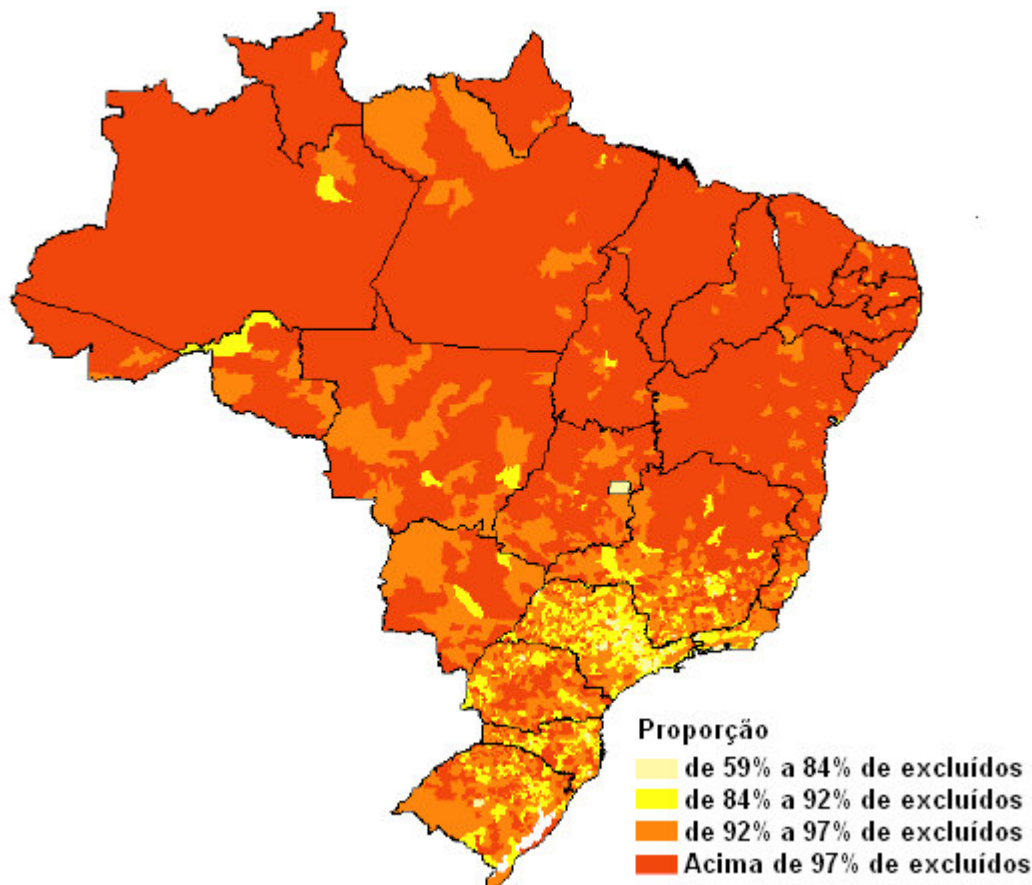 Proporção
de 59% a 84% de excluídos
de 84% a 92% de excluídos
de 92% a 97% de excluídos
Acima de 97% de excluídos